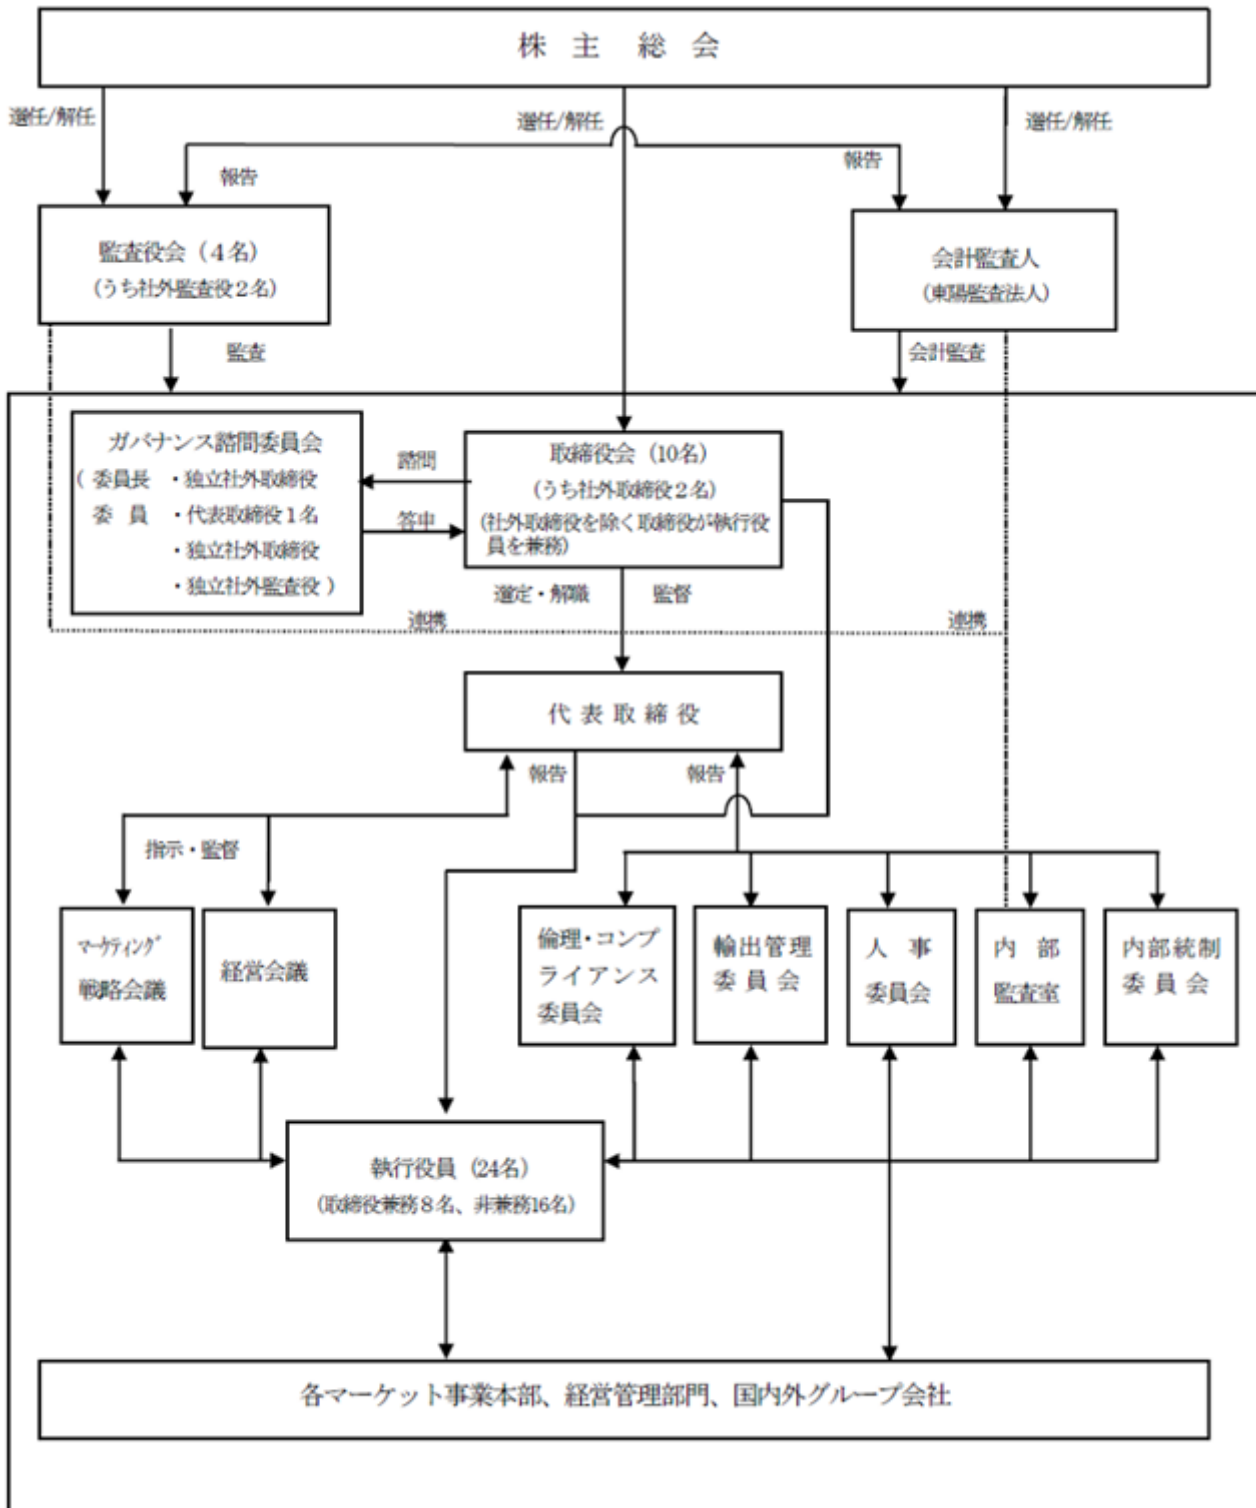 株 主 総 会
選任/解任
選任/解任
選任/解任
報告
報告
監査役会(4名)
(うち社外監査役2名)
会計監査人
(東陽監査法人)
監査
会計監査
ガバナンス諮問委員会
( 委員長 ・独立社外取締役
委 員 ・代表取締役1名
・独立社外取締役
・独立社外監査役 )
諮問
答申
取締役会(10名)
(うち社外取締役2名)
(社外取締役を除く取締役が執行役
員を兼務)
選定・解職
監督
連携
連携
代 表 取 締 役
報告
報告
指示・監督
マーケティング
戦略会議
経営会議
倫理・コンプ
ライアンス
委員会
輸出管理
委 員 会
人 事
委員会
内 部
監査室
内部統制
委 員 会
執行役員(24名)
(取締役兼務8名、非兼務16名)
各マーケット事業本部、経営管理部門、国内外グループ会社